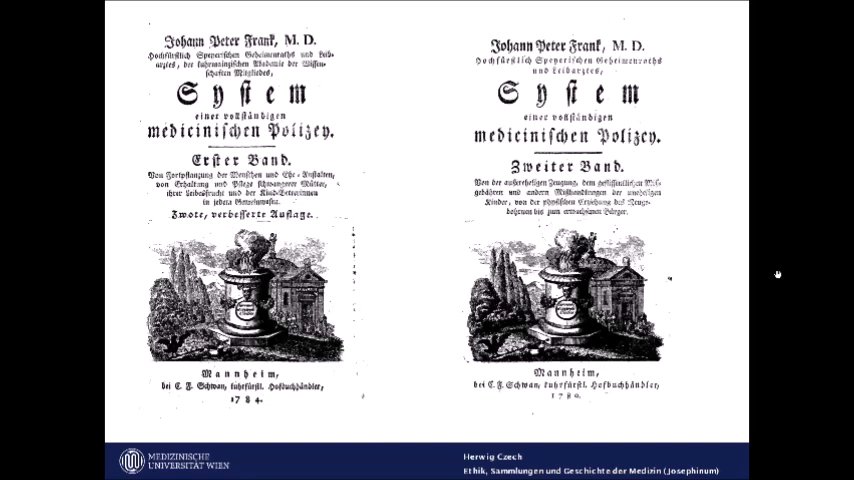 Johann Peter Frank, M. D.
Hochfürstlich Speyerischen Geheimenraths und Leib-
arztes, der kuhrmainzischen Akademie der Wissen-
schaften Mitgliedes,
System
einer vollständigen
medicinischen Polizey.
Erster Band.
Von Fortpflanzung der Menschen und Ehe-Anstalten,
von Erhaltung und Pflege schwangerer Mütter,
ihrer Leibesfrucht und der Kind-Betterinnen
in jedem Gemeinwesen.
Zwote, verbesserte Auflage.
Mannheim,
bei C. F. Schwan, kuhrfürstl. Hofbuchhändler,
1784.
Johann Peter Frank, M. D.
Hochfürstlich Speyerischen Geheimenraths
und Leibarztes,
System
einer vollständigen
medicinischen Polizey.
Zweiter Band.
Von der außerehelichen Zeugung, dem geflissentlichen Mis-
gebähren und andern Mißhandlungen der unehelichen
Kinder, von der physischen Erziehung des Neuge-
bohrnen bis zum erwachsenen Bürger.
Mannheim,
bei C. F. Schwan, kuhrfürstl. Hofbuchhändler,
1780.
MEDIZINISCHE
UNIVERSITÄT WIEN
Herwig Czech
Ethik, Sammlungen und Geschichte der Medizin (Josephinum)